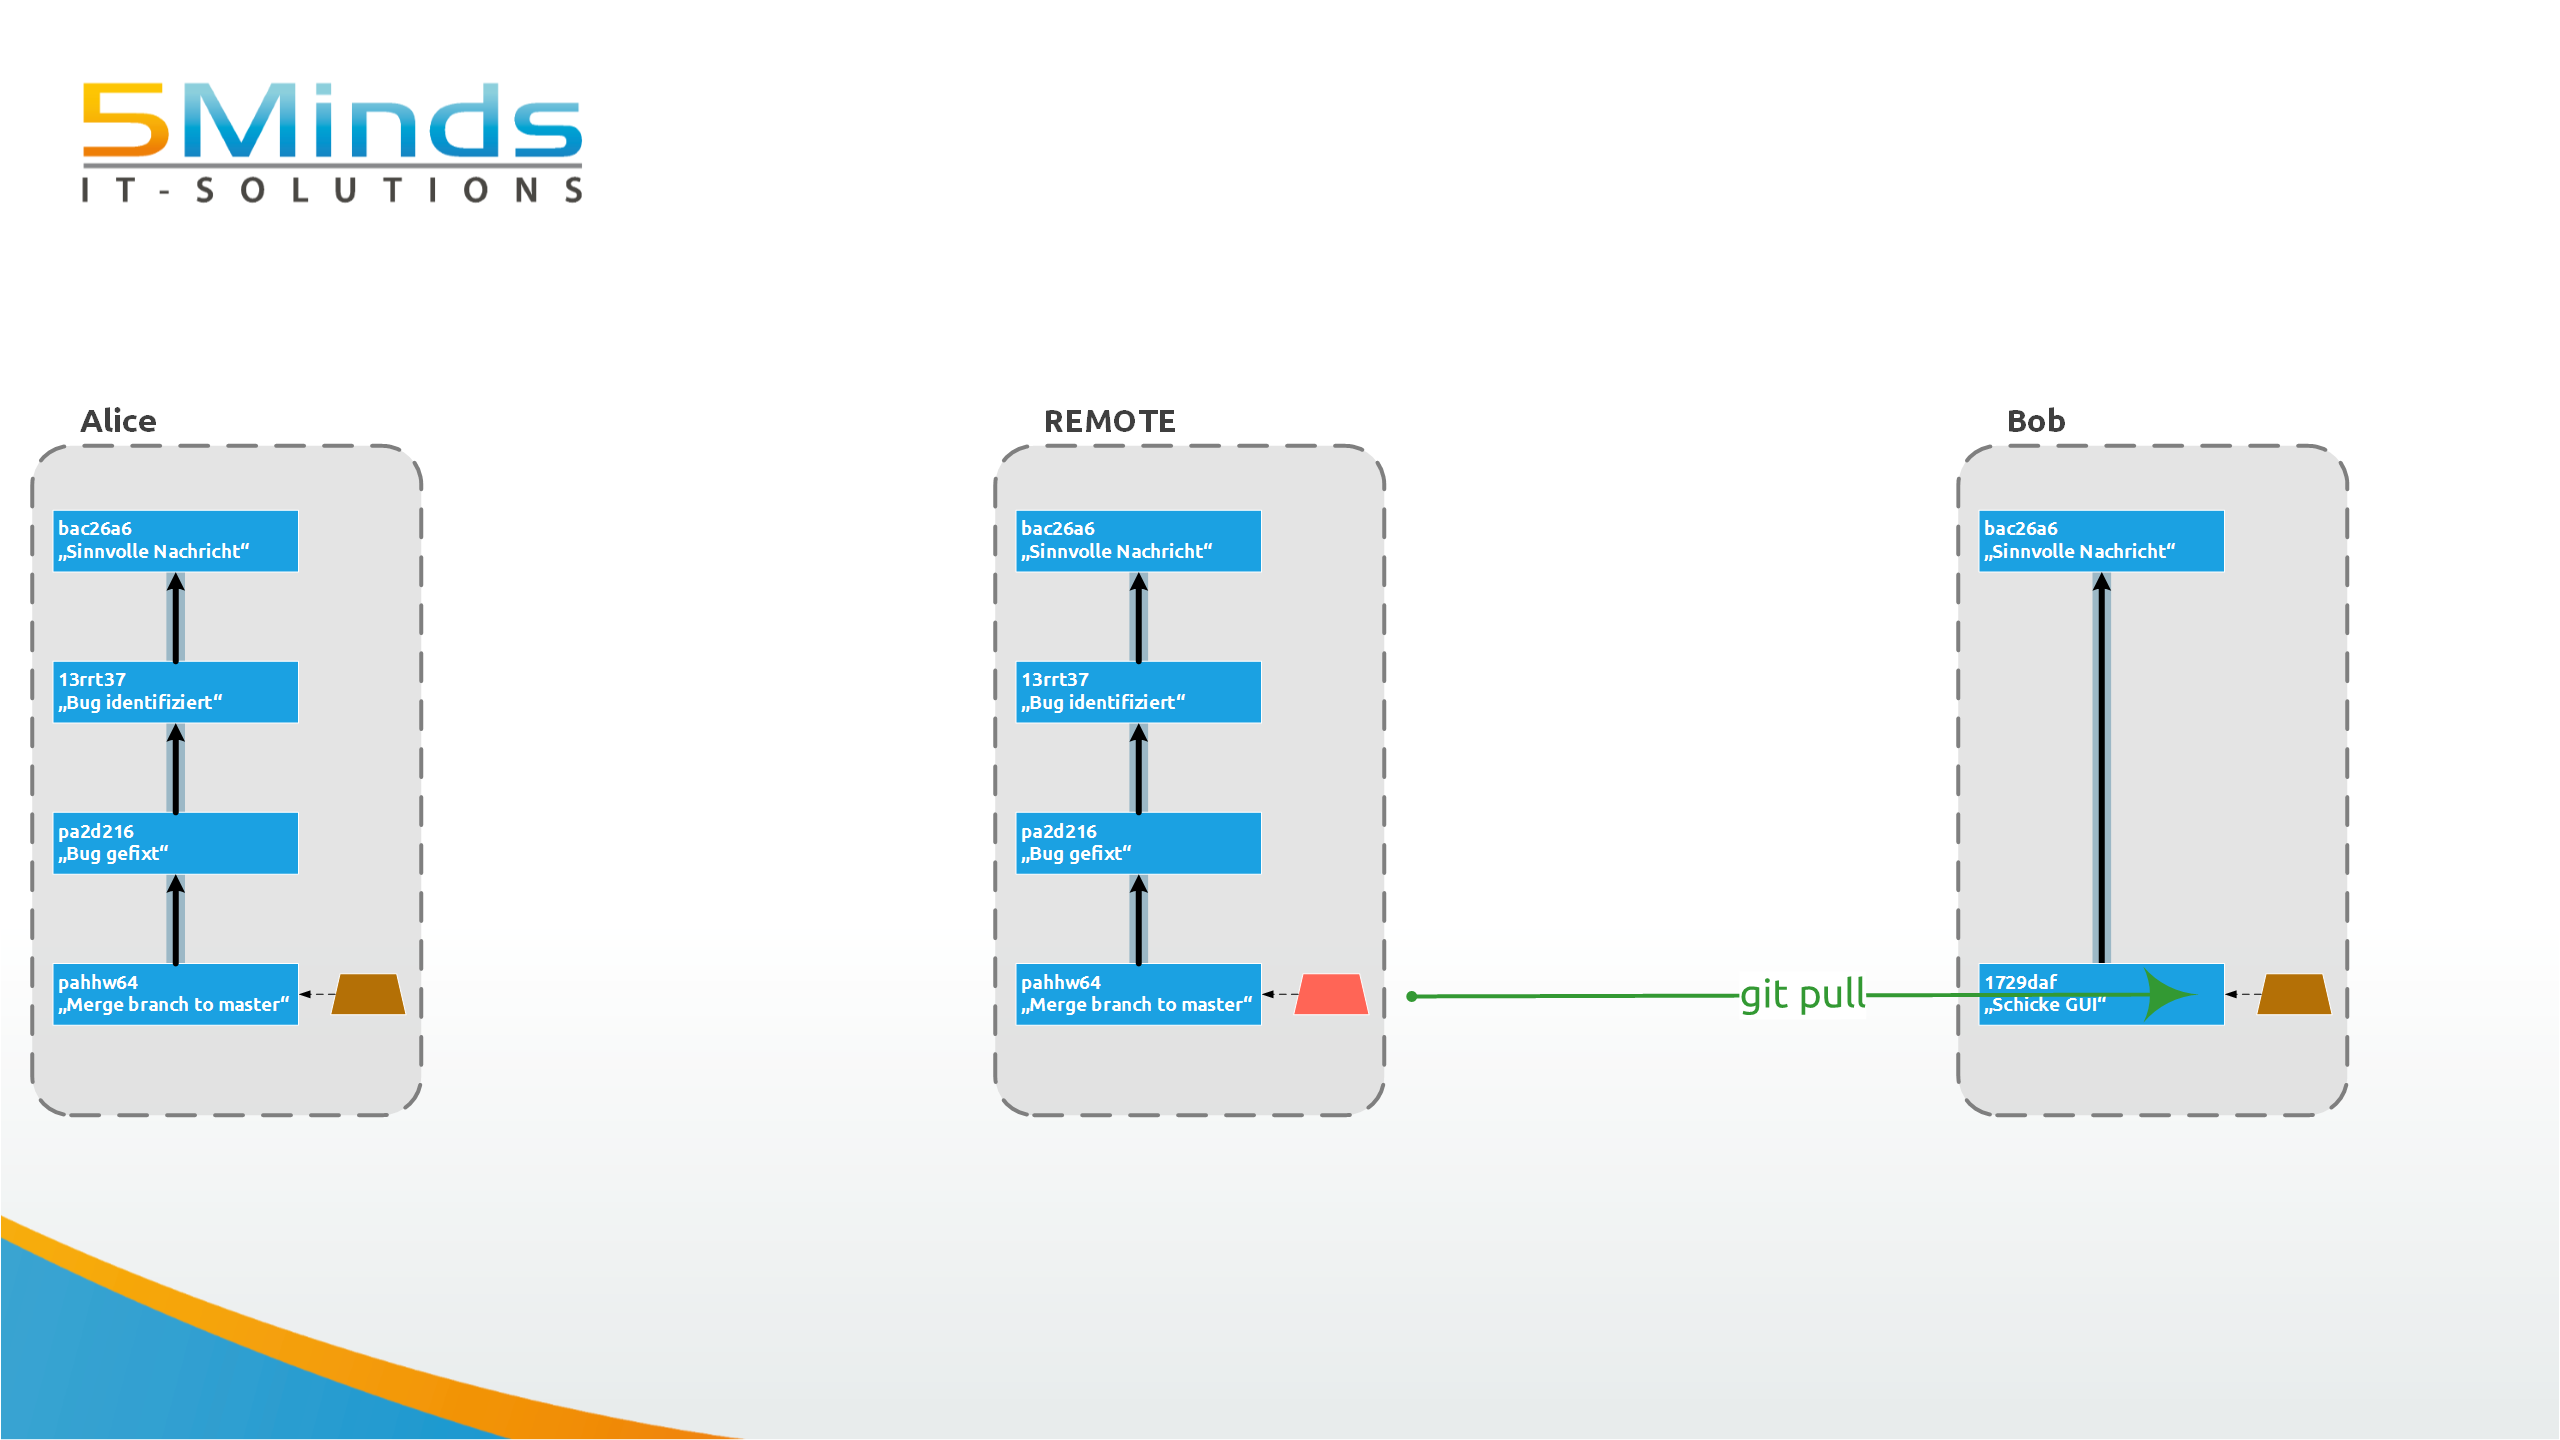 5Minds
IT-SOLUTIONS
Alice
bac26a6
„Sinnvolle Nachricht“
13rrt37
„Bug identifiziert“
pa2d216
„Bug gefixt“
pahhw64
„Merge branch to master“
REMOTE
bac26a6
„Sinnvolle Nachricht“
13rrt37
„Bug identifiziert“
pa2d216
„Bug gefixt“
pahhw64
„Merge branch to master“
git pull
Bob
bac26a6
„Sinnvolle Nachricht“
1729daf
„Schicke GUI“